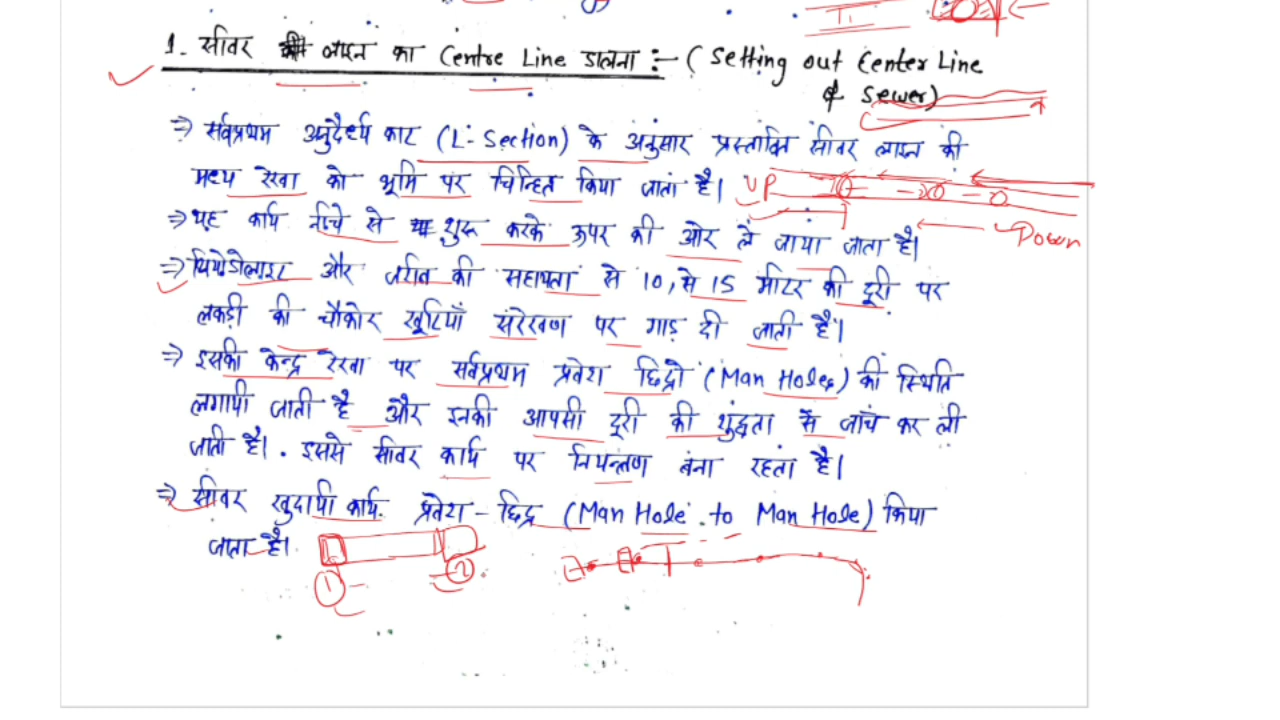 1. सीवर की लाइन का Centre Line डालना :- ( Setting out Center Line
of Sewer)
⇒ सर्वप्रथम अनुदैर्ध्य काट (L-Section) के अनुसार प्रस्तावित सीवर लाइन की
मध्य रेखा को भूमि पर चिन्हित किया जाता है।
UP
⇒ यह कार्य नीचे से शुरू करके ऊपर की ओर ले जाया जाता है।
Down
⇒ थियोडोलाइट और जरीब की सहायता से 10, से 15 मीटर की दूरी पर
लकड़ी की चौकोर खूटियाँ संरेखण पर गाड़ दी जाती है।
⇒ इसकी केन्द्र रेखा पर सर्वप्रथम प्रवेश छिद्रो (Man Holes) की स्थिति
लगायी जाती है और इनकी आपसी दूरी की शुद्धता से जांच कर ली
जाती है। इससे सीवर कार्य पर नियन्त्रण बना रहता है।
⇒ सीवर खुदायी कार्य प्रवेश - छिद्र (Man Hole to Man Hole) किया
जाता है।
1 2